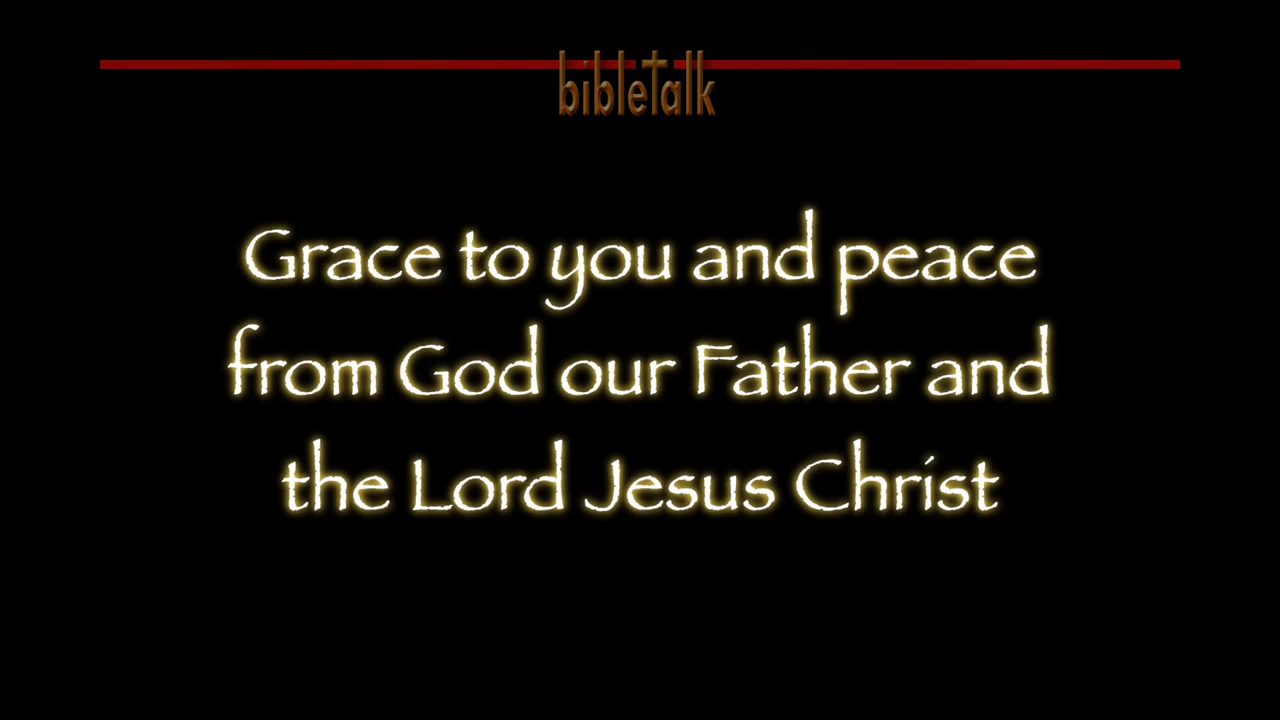 bibleTalk
Grace to you and peace
from God our Father and
the Lord Jesus Christ